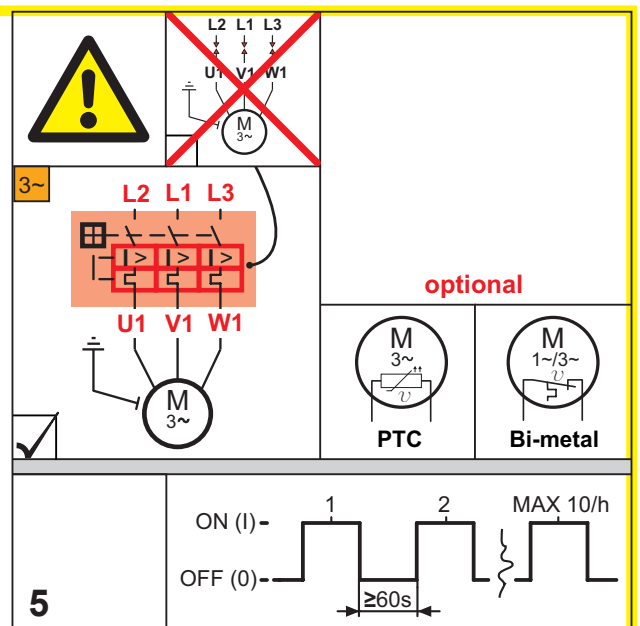 L2 L1 L3
U1 V1 W1
M
3~
3~
L2 L1 L3
I > I > I >
U1 V1 W1
M
3~
optional
M
3~
υ
PTC
M
1~/3~
υ
Bi-metal
1 2 MAX 10/h
ON (I)
OFF (0)
≥60s
5